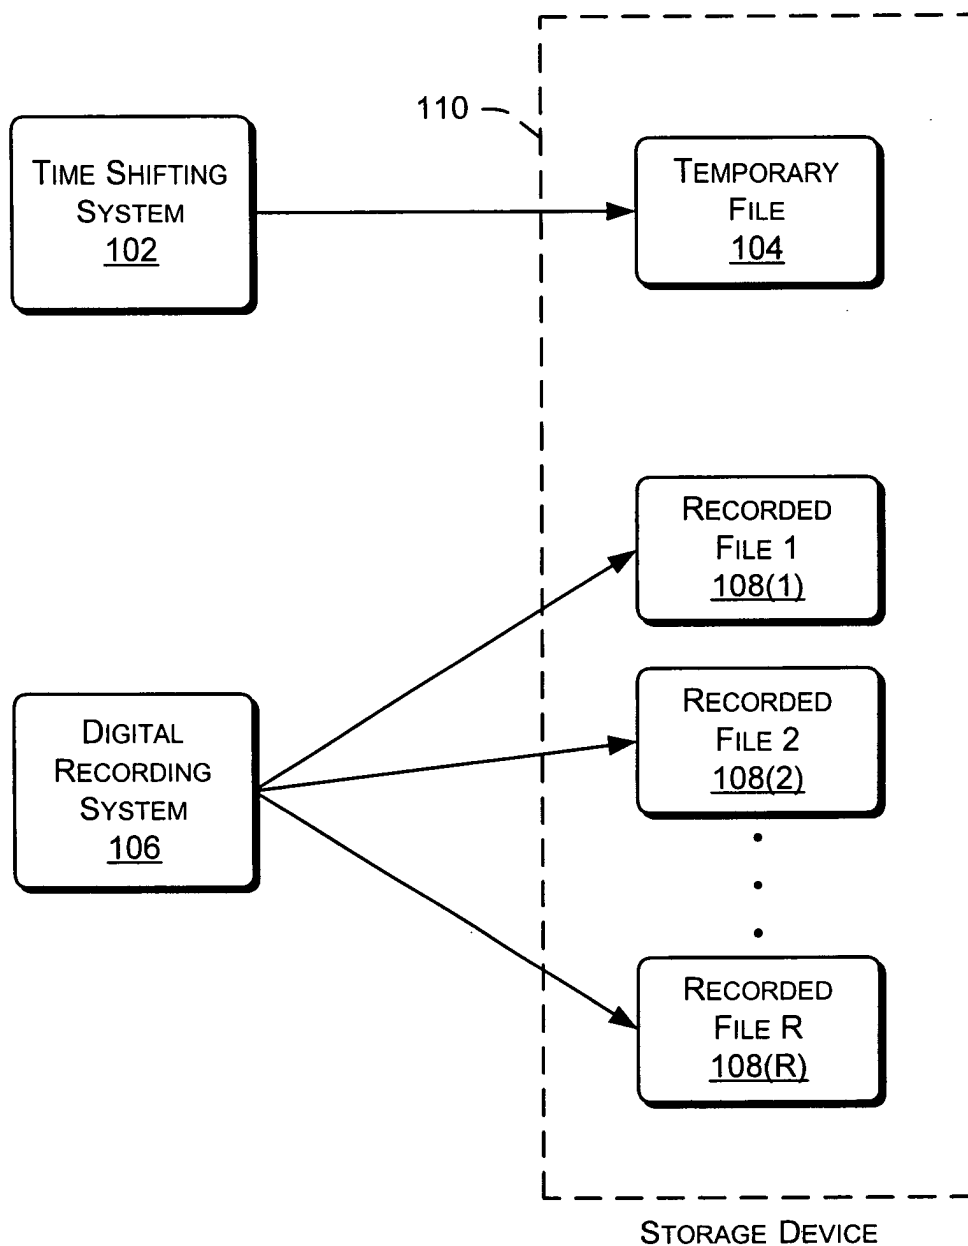 110
TIME SHIFTING
SYSTEM
102
TEMPORARY
FILE
104
RECORDED
FILE 1
108(1)
DIGITAL
RECORDING
SYSTEM
106
RECORDED
FILE 2
108(2)
RECORDED
FILE R
108(R)
STORAGE DEVICE